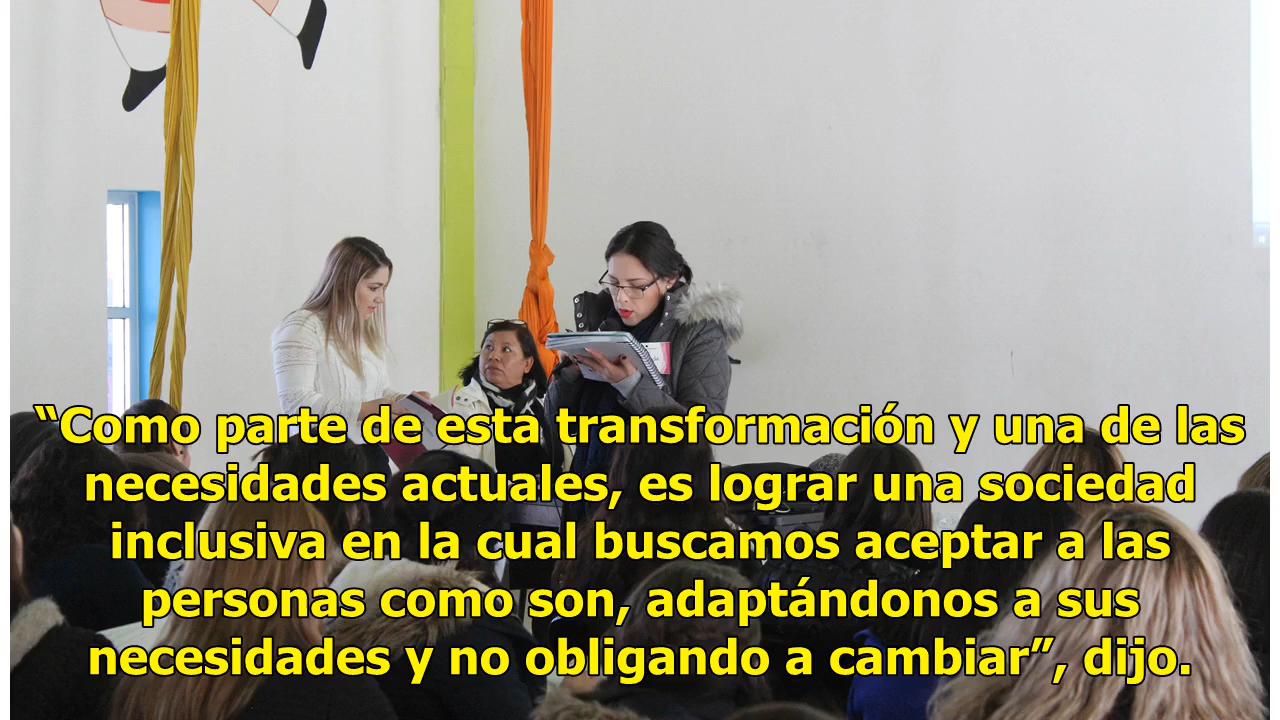 “Como parte de esta transformación y una de las
necesidades actuales, es lograr una sociedad
inclusiva en la cual buscamos aceptar a las
personas como son, adaptándonos a sus
necesidades y no obligando a cambiar”, dijo.